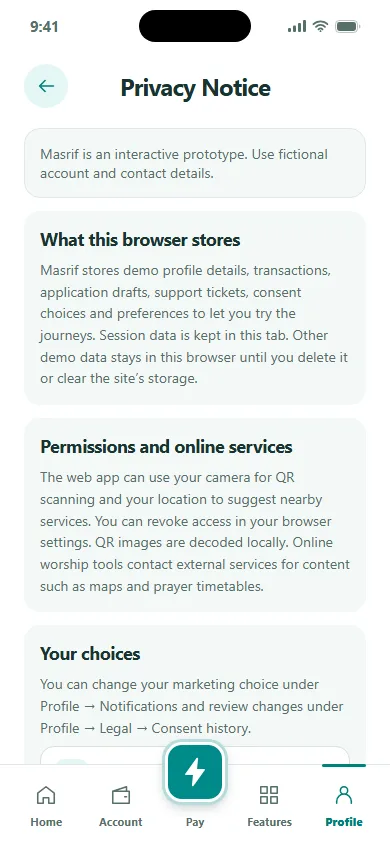 9:41
Privacy Notice
Masrif is an interactive prototype. Use fictional
account and contact details.
What this browser stores
Masrif stores demo profile details, transactions,
application drafts, support tickets, consent
choices and preferences to let you try the
journeys. Session data is kept in this tab. Other
demo data stays in this browser until you delete it
or clear the site’s storage.
Permissions and online services
The web app can use your camera for QR
scanning and your location to suggest nearby
services. You can revoke access in your browser
settings. QR images are decoded locally. Online
worship tools contact external services for content
such as maps and prayer timetables.
Your choices
You can change your marketing choice under
Profile → Notifications and review changes under
Profile → Legal → Consent history.
Home
Account
Pay
Features
Profile